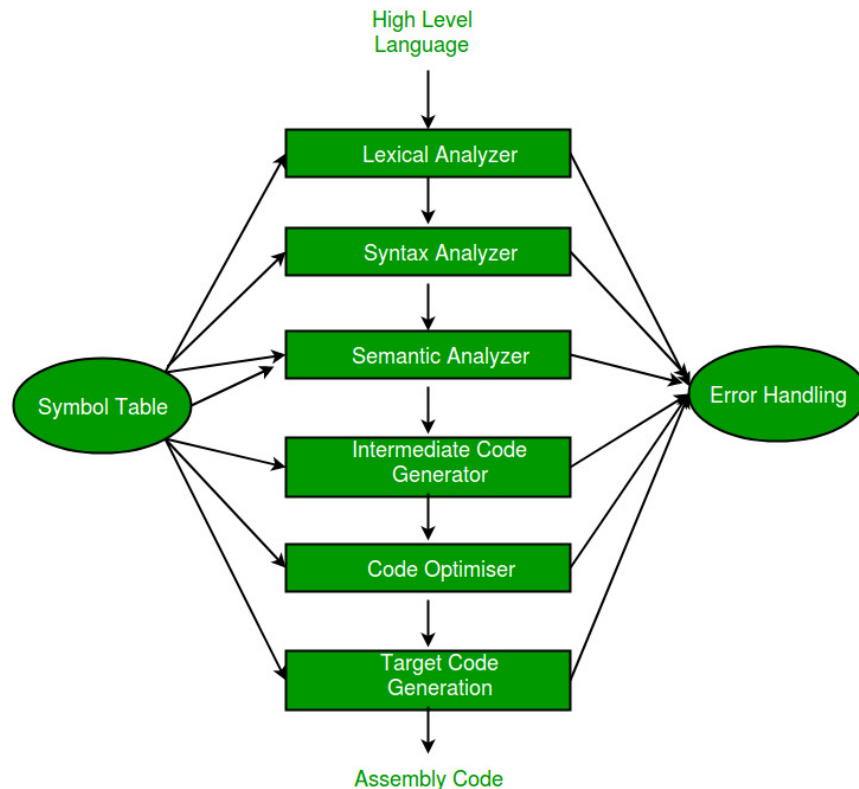 High Level
Language
Lexical Analyzer
Syntax Analyzer
Semantic Analyzer
Symbol Table
Error Handling
Intermediate Code
Generator
Code Optimiser
Target Code
Generation
Assembly Code